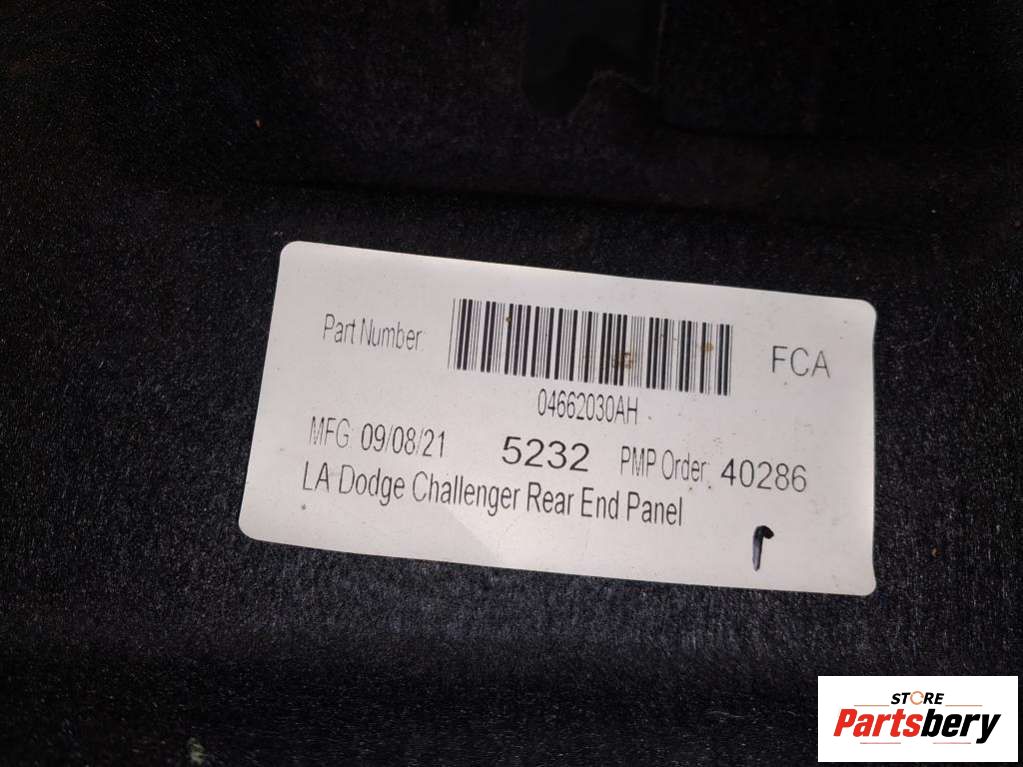 Part Number:
FCA
04662030AH
MFG: 09/08/21 5232 PMP Order: 40286
LA Dodge Challenger Rear End Panel
STORE
Partsbery